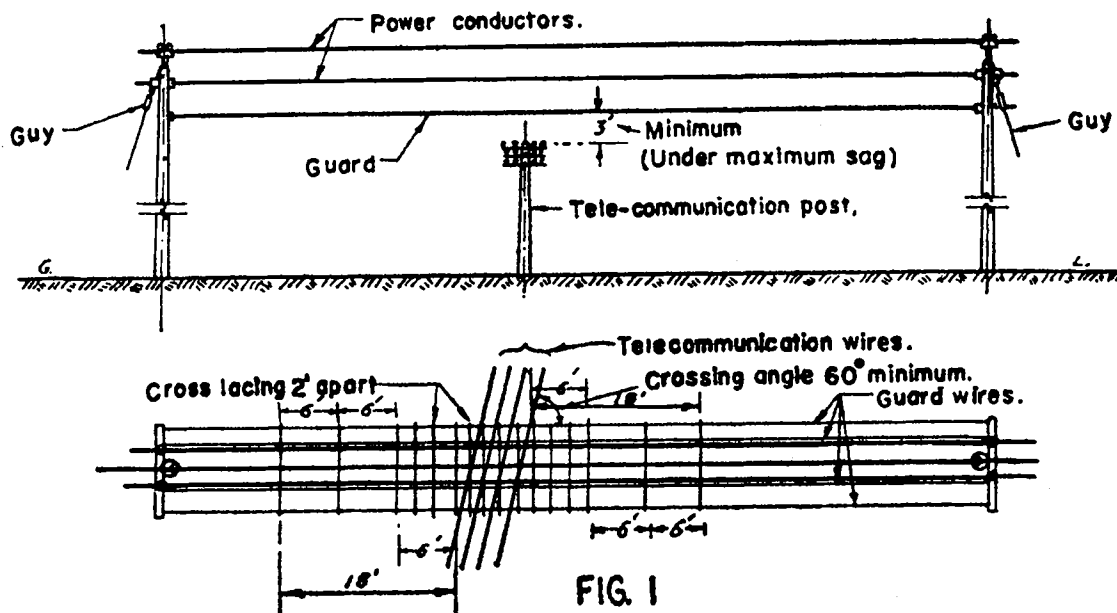 Power conductors.
Guy
Guard
3'
Minimum
(Under maximum sag)
Guy
Tele-communication post,
G.
L.
Telecommunication wires.
Cross lacing 2' apart
6'
Crossing angle 60° minimum.
18'
6'
6'
Guard wires.
6'
6'
6'
18'
FIG. 1